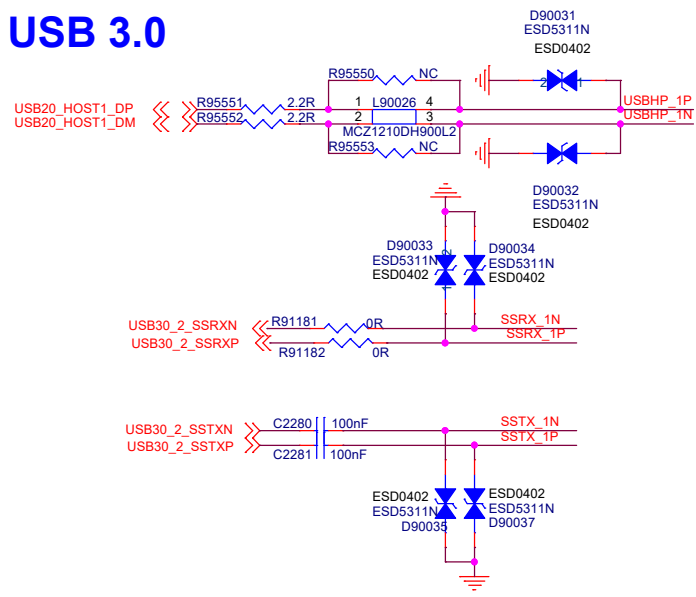 USB 3.0
D90031
ESD5311N
ESD0402
R95550 NC
2 1
USB20_HOST1_DP R95551 2.2R 1 L90026 4 USBHP_1P
USB20_HOST1_DM R95552 2.2R 2 3 USBHP_1N
MCZ1210DH900L2
R95553 NC
D90032
ESD5311N
ESD0402
D90033 2 D90034
ESD5311N ESD5311N
ESD0402 ESD0402
1
USB30_2_SSRXN R91181 0R SSRX_1N
USB30_2_SSRXP R91182 0R SSRX_1P
USB30_2_SSTXN C2280 100nF SSTX_1N
USB30_2_SSTXP C2281 100nF SSTX_1P
ESD0402 ESD0402
ESD5311N ESD5311N
D90035 D90037